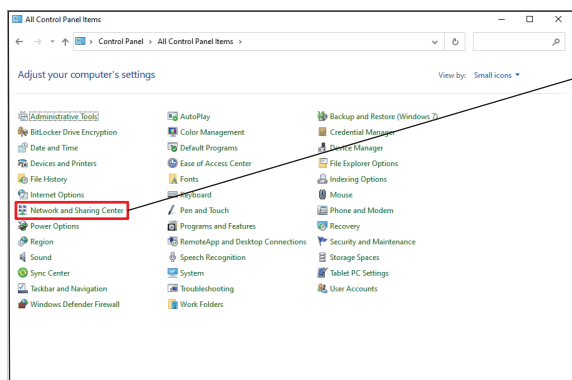 All Control Panel Items
Control Panel > All Control Panel Items >
Adjust your computer's settings
View by: Small icons
Administrative Tools
AutoPlay
Backup and Restore (Windows 7)
BitLocker Drive Encryption
Color Management
Credential Manager
Date and Time
Default Programs
Device Manager
Devices and Printers
Ease of Access Center
File Explorer Options
File History
Fonts
Indexing Options
Internet Options
Keyboard
Mouse
Network and Sharing Center
Pen and Touch
Phone and Modem
Power Options
Programs and Features
Recovery
Region
RemoteApp and Desktop Connections
Security and Maintenance
Sound
Speech Recognition
Storage Spaces
Sync Center
System
Tablet PC Settings
Taskbar and Navigation
Troubleshooting
User Accounts
Windows Defender Firewall
Work Folders